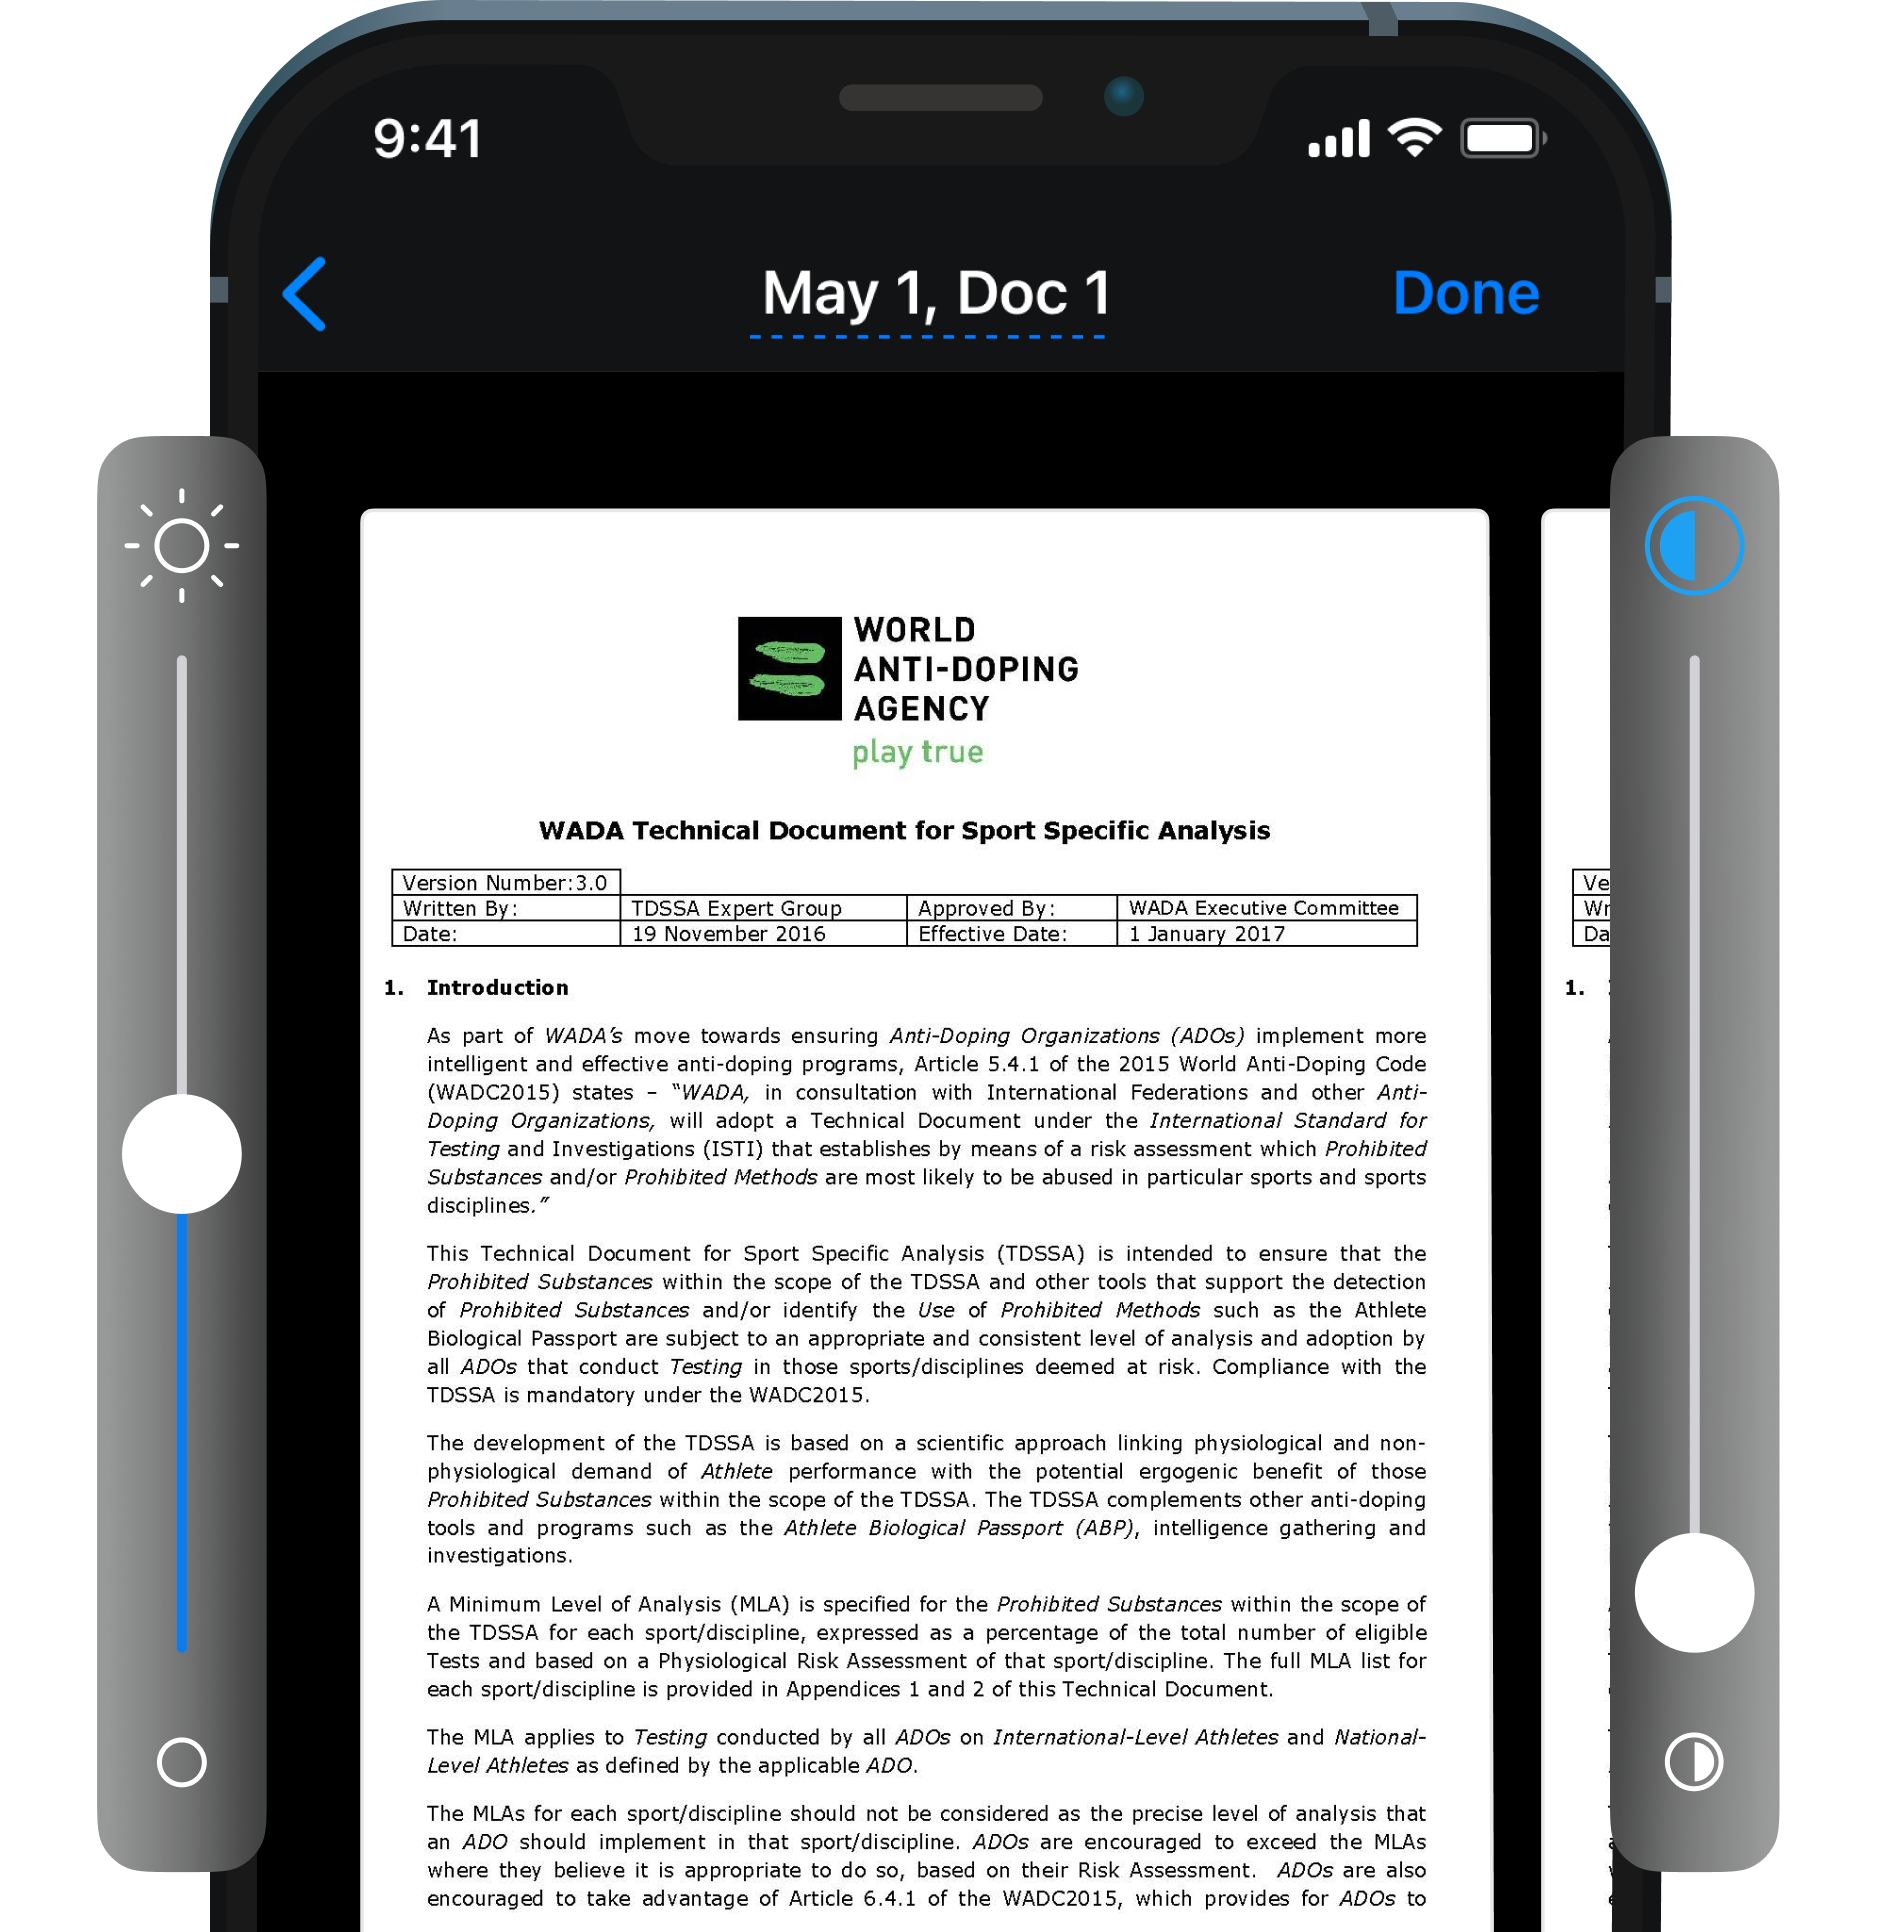 9:41
May 1, Doc 1
Done
WORLD
ANTI-DOPING
AGENCY
play true
WADA Technical Document for Sport Specific Analysis
Version Number:3.0
Written By: TDSSA Expert Group Approved By: WADA Executive Committee
Date: 19 November 2016 Effective Date: 1 January 2017
1. Introduction
As part of WADA’s move towards ensuring Anti-Doping Organizations (ADOs) implement more
intelligent and effective anti-doping programs, Article 5.4.1 of the 2015 World Anti-Doping Code
(WADC2015) states – “WADA, in consultation with International Federations and other Anti-
Doping Organizations, will adopt a Technical Document under the International Standard for
Testing and Investigations (ISTI) that establishes by means of a risk assessment which Prohibited
Substances and/or Prohibited Methods are most likely to be abused in particular sports and sports
disciplines.”
This Technical Document for Sport Specific Analysis (TDSSA) is intended to ensure that the
Prohibited Substances within the scope of the TDSSA and other tools that support the detection
of Prohibited Substances and/or identify the Use of Prohibited Methods such as the Athlete
Biological Passport are subject to an appropriate and consistent level of analysis and adoption by
all ADOs that conduct Testing in those sports/disciplines deemed at risk. Compliance with the
TDSSA is mandatory under the WADC2015.
The development of the TDSSA is based on a scientific approach linking physiological and non-
physiological demand of Athlete performance with the potential ergogenic benefit of those
Prohibited Substances within the scope of the TDSSA. The TDSSA complements other anti-doping
tools and programs such as the Athlete Biological Passport (ABP), intelligence gathering and
investigations.
A Minimum Level of Analysis (MLA) is specified for the Prohibited Substances within the scope of
the TDSSA for each sport/discipline, expressed as a percentage of the total number of eligible
Tests and based on a Physiological Risk Assessment of that sport/discipline. The full MLA list for
each sport/discipline is provided in Appendices 1 and 2 of this Technical Document.
The MLA applies to Testing conducted by all ADOs on International-Level Athletes and National-
Level Athletes as defined by the applicable ADO.
The MLAs for each sport/discipline should not be considered as the precise level of analysis that
an ADO should implement in that sport/discipline. ADOs are encouraged to exceed the MLAs
where they believe it is appropriate to do so, based on their Risk Assessment. ADOs are also
encouraged to take advantage of Article 6.4.1 of the WADC2015, which provides for ADOs to
Ve
Wr
Da
1.